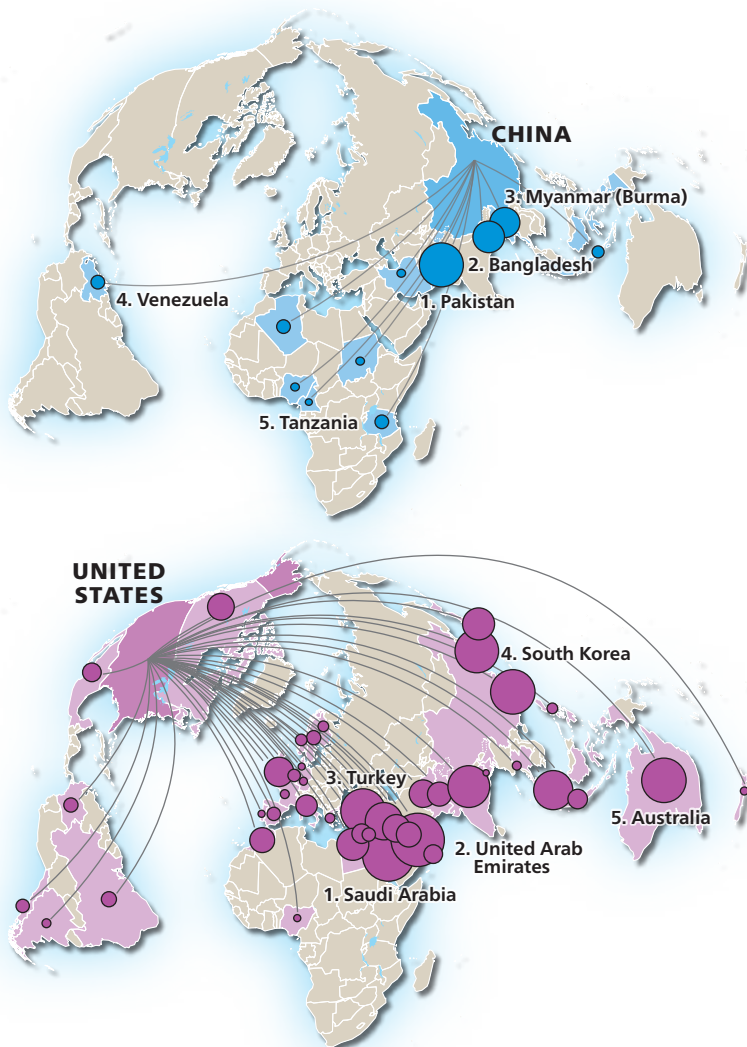 CHINA
3. Myanmar (Burma)
2. Bangladesh
4. Venezuela
1. Pakistan
5. Tanzania
UNITED
STATES
4. South Korea
3. Turkey
5. Australia
2. United Arab
Emirates
1. Saudi Arabia